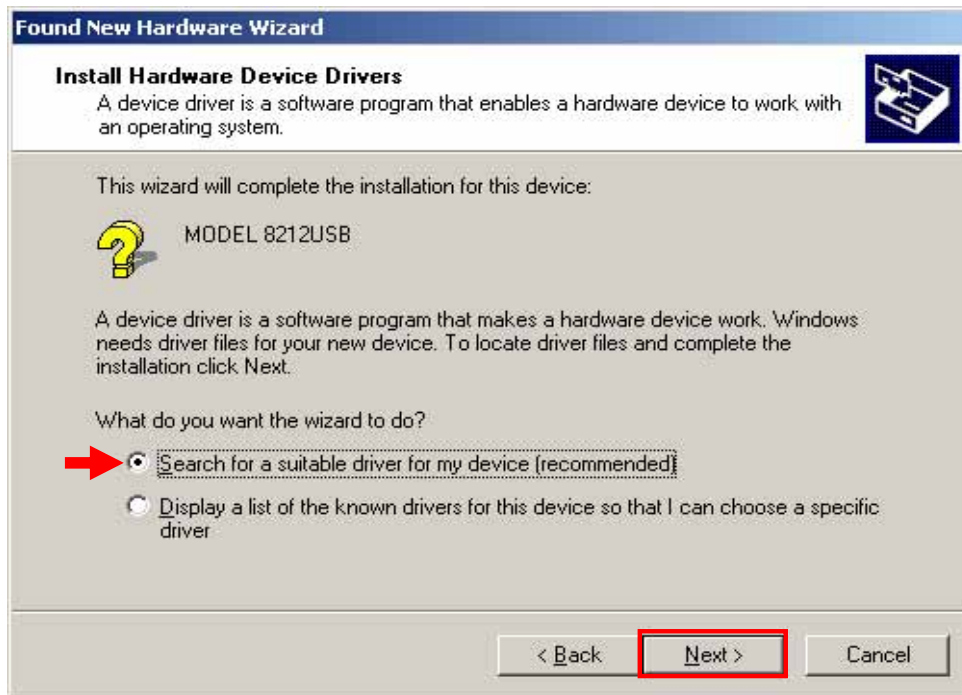 Found New Hardware Wizard
Install Hardware Device Drivers
A device driver is a software program that enables a hardware device to work with
an operating system.
This wizard will complete the installation for this device:
MODEL 8212USB
A device driver is a software program that makes a hardware device work. Windows
needs driver files for your new device. To locate driver files and complete the
installation click Next.
What do you want the wizard to do?
Search for a suitable driver for my device (recommended)
Display a list of the known drivers for this device so that I can choose a specific
driver
< Back
Next >
Cancel